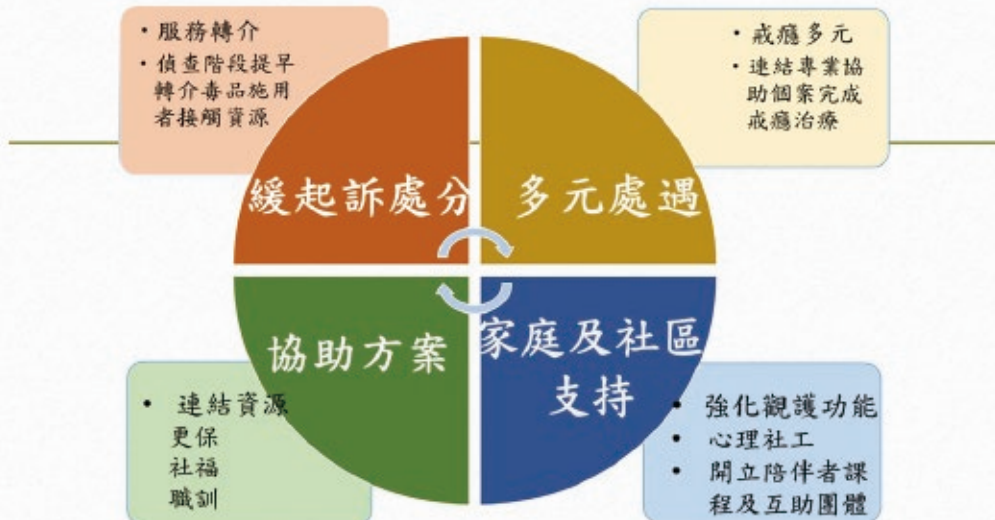 • 服務轉介
• 偵查階段提早
轉介毒品施用
者接觸資源
• 戒癮多元
• 連結專業協
助個案完成
戒癮治療
緩起訴處分
多元處遇
協助方案
家庭及社區
支持
• 連結資源
更保
社福
職訓
• 強化觀護功能
• 心理社工
• 開立陪伴者課
程及互助團體